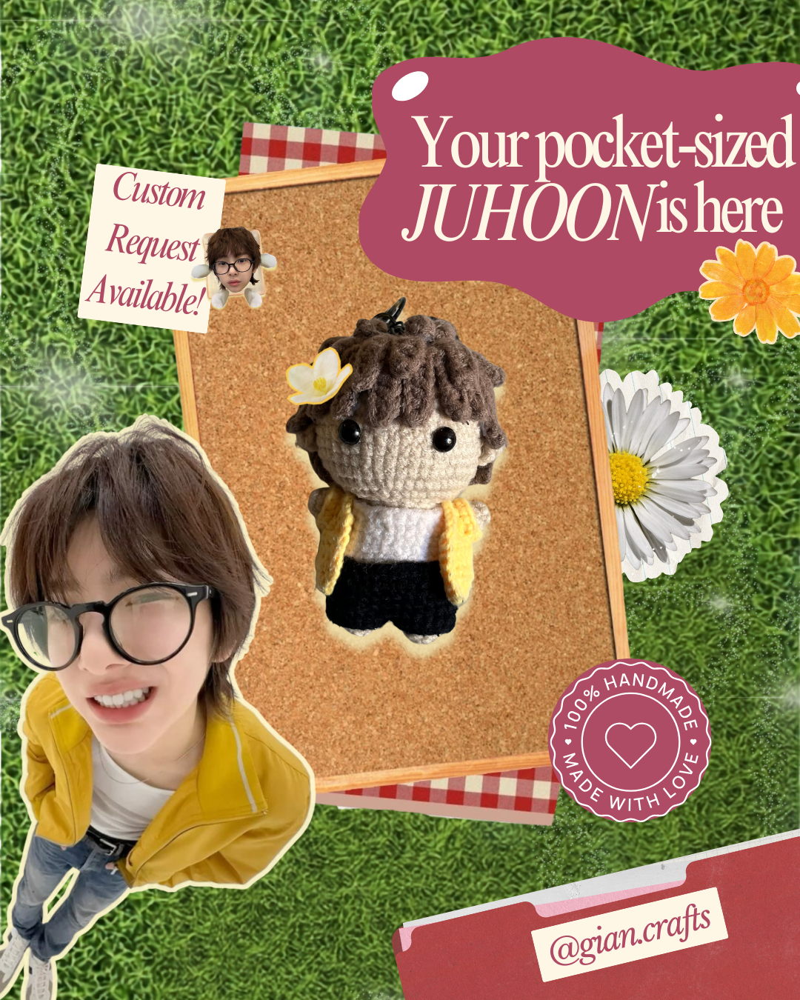 Your pocket-sized
JUHOON is here
Custom
Request
Available!
100% HANDMADE
MADE WITH LOVE
@gian.crafts